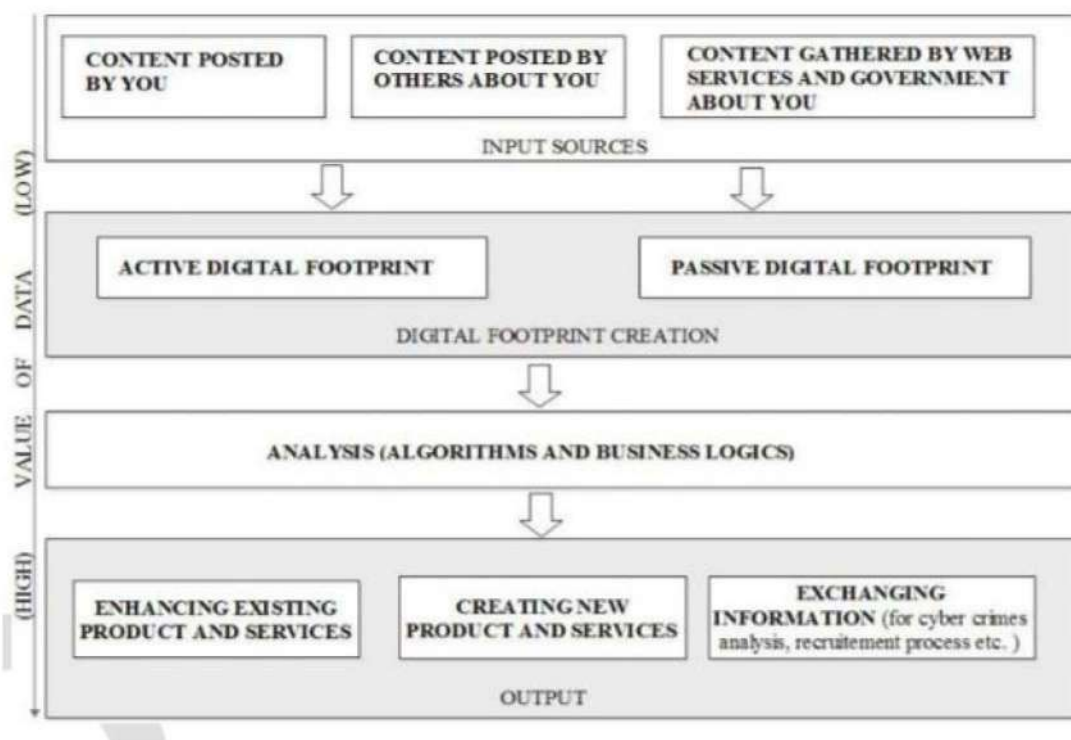 CONTENT POSTED
BY YOU
CONTENT POSTED BY
OTHERS ABOUT YOU
CONTENT GATHERED BY WEB
SERVICES AND GOVERNMENT
ABOUT YOU
INPUT SOURCES
ACTIVE DIGITAL FOOTPRINT
PASSIVE DIGITAL FOOTPRINT
DIGITAL FOOTPRINT CREATION
ANALYSIS (ALGORITHMS AND BUSINESS LOGICS)
ENHANCING EXISTING
PRODUCT AND SERVICES
CREATING NEW
PRODUCT AND SERVICES
EXCHANGING
INFORMATION (for cyber crimes
analysis, recruitement process etc. )
OUTPUT
(HIGH) VALUE OF DATA (LOW)